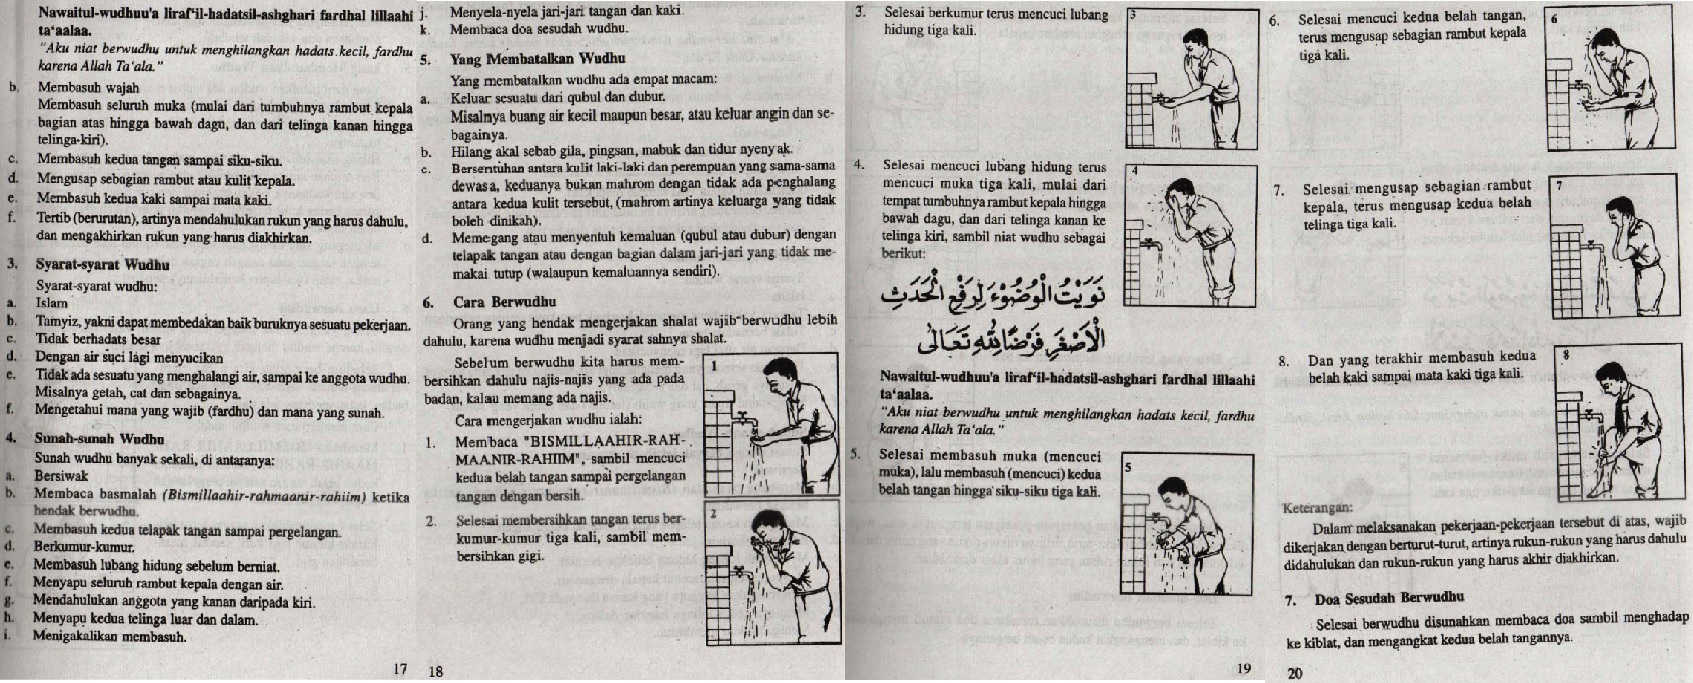 Nawaitul-wudhuu'a liraf'il-hadatsil-ashghari fardhal lillaahi
ta'aalaa.
"Aku niat berwudhu untuk menghilangkan hadats kecil, fardhu
karena Allah Ta'ala."
b. Membasuh wajah
Membasuh seluruh muka (mulai dari tumbuhnya rambut kepala
bagian atas hingga bawah dagu, dan dari telinga kanan hingga
telinga kiri).
c. Membasuh kedua tangan sampai siku-siku.
d. Mengusap sebagian rambut atau kulit kepala.
e. Membasuh kedua kaki sampai mata kaki.
f. Tertib (berurutan), artinya mendahulukan rukun yang harus dahulu,
dan mengakhirkan rukun yang harus diakhirkan.
3. Syarat-syarat Wudhu
Syarat-syarat wudhu:
a. Islam
b. Tamyiz, yakni dapat membedakan baik buruknya sesuatu pekerjaan.
c. Tidak berhadats besar
d. Dengan air suci lagi menyucikan
e. Tidak ada sesuatu yang menghalangi air, sampai ke anggota wudhu.
Misalnya getah, cat dan sebagainya.
f. Mengetahui mana yang wajib (fardhu) dan mana yang sunah.
4. Sunah-sunah Wudhu
Sunah wudhu banyak sekali, di antaranya:
a. Bersiwak
b. Membaca basmalah (Bismillaahir-rahmaanir-rahiim) ketika
hendak berwudhu.
c. Membasuh kedua telapak tangan sampai pergelangan.
d. Berkumur-kumur.
e. Membasuh lubang hidung sebelum berniat.
f. Menyapu seluruh rambut kepala dengan air.
g. Mendahulukan anggota yang kanan daripada kiri.
h. Menyapu kedua telinga luar dan dalam.
i. Menigakalikan membasuh.
17
j. Menyela-nyela jari-jari tangan dan kaki.
k. Membaca doa sesudah wudhu.
5. Yang Membatalkan Wudhu
Yang membatalkan wudhu ada empat macam:
a. Keluar sesuatu dari qubul dan dubur.
Misalnya buang air kecil maupun besar, atau keluar angin dan se-
bagainya.
b. Hilang akal sebab gila, pingsan, mabuk dan tidur nyenyak.
c. Bersentuhan antara kulit laki-laki dan perempuan yang sama-sama
dewasa, keduanya bukan mahrom dengan tidak ada penghalang
antara kedua kulit tersebut, (mahrom artinya keluarga yang tidak
boleh dinikah).
d. Memegang atau menyentuh kemaluan (qubul atau dubur) dengan
telapak tangan atau dengan bagian dalam jari-jari yang tidak me-
makai tutup (walaupun kemaluannya sendiri).
6. Cara Berwudhu
Orang yang hendak mengerjakan shalat wajib berwudhu lebih
dahulu, karena wudhu menjadi syarat sahnya shalat.
Sebelum berwudhu kita harus mem-
bersihkan dahulu najis-najis yang ada pada
badan, kalau memang ada najis.
Cara mengerjakan wudhu ialah:
1. Membaca "BISMILLAAHIR-RAH-
MAANIR-RAHIIM", sambil mencuci
kedua belah tangan sampai pergelangan
tangan dengan bersih.
1
2. Selesai membersihkan tangan terus ber-
kumur-kumur tiga kali, sambil mem-
bersihkan gigi.
2
18
3. Selesai berkumur terus mencuci lubang
hidung tiga kali.
3
4. Selesai mencuci lubang hidung terus
mencuci muka tiga kali, mulai dari
tempat tumbuhnya rambut kepala hingga
bawah dagu, dan dari telinga kanan ke
telinga kiri, sambil niat wudhu sebagai
berikut:
4
نَوَيْتُ الْوُضُوْءَ لِرَفْعِ الْحَدَثِ
الْاَصْغَرِ فَرْضًا لِلّٰهِ تَعَالَى
Nawaitul-wudhuu'a liraf'il-hadatsil-ashghari fardhal lillaahi
ta'aalaa.
"Aku niat berwudhu untuk menghilangkan hadats kecil, fardhu
karena Allah Ta'ala."
5. Selesai membasuh muka (mencuci
muka), lalu membasuh (mencuci) kedua
belah tangan hingga siku-siku tiga kali.
5
19
6. Selesai mencuci kedua belah tangan,
terus mengusap sebagian rambut kepala
tiga kali.
6
7. Selesai mengusap sebagian rambut
kepala, terus mengusap kedua belah
telinga tiga kali.
7
8. Dan yang terakhir membasuh kedua
belah kaki sampai mata kaki tiga kali.
8
Keterangan:
Dalam melaksanakan pekerjaan-pekerjaan tersebut di atas, wajib
dikerjakan dengan berturut-turut, artinya rukun-rukun yang harus dahulu
didahulukan dan rukun-rukun yang harus akhir diakhirkan.
7. Doa Sesudah Berwudhu
Selesai berwudhu disunahkan membaca doa sambil menghadap
ke kiblat, dan mengangkat kedua belah tangannya.
20